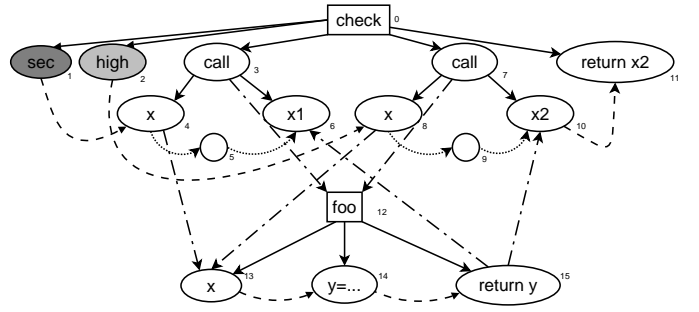 check 0
sec 1
high 2
call 3
call 7
return x2 11
x 4
x1 6
x 8
x2 10
5
9
foo 12
x 13
y=... 14
return y 15